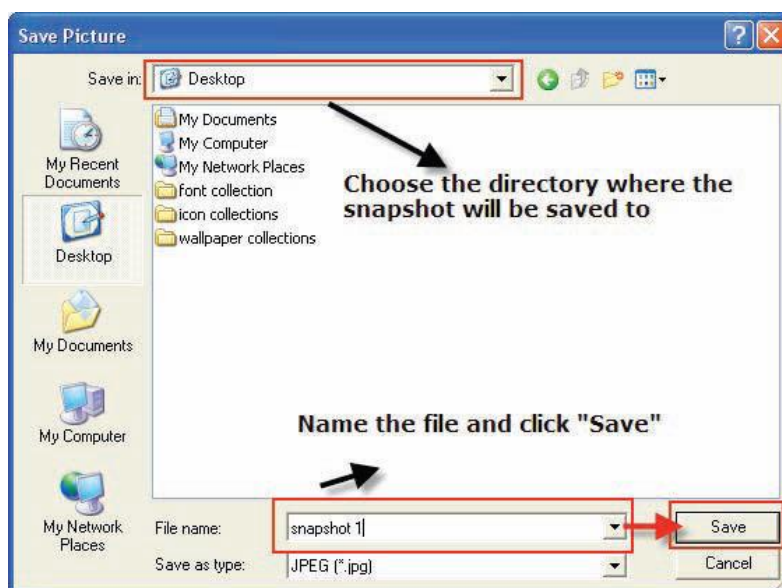 Save Picture
Save in:
Desktop
My Recent
Documents
Desktop
My Documents
My Computer
My Network
Places
My Documents
My Computer
My Network Places
font collection
icon collections
wallpaper collections
Choose the directory where the
snapshot will be saved to
Name the file and click "Save"
File name:
snapshot 1
Save
Save as type:
JPEG (*.jpg)
Cancel